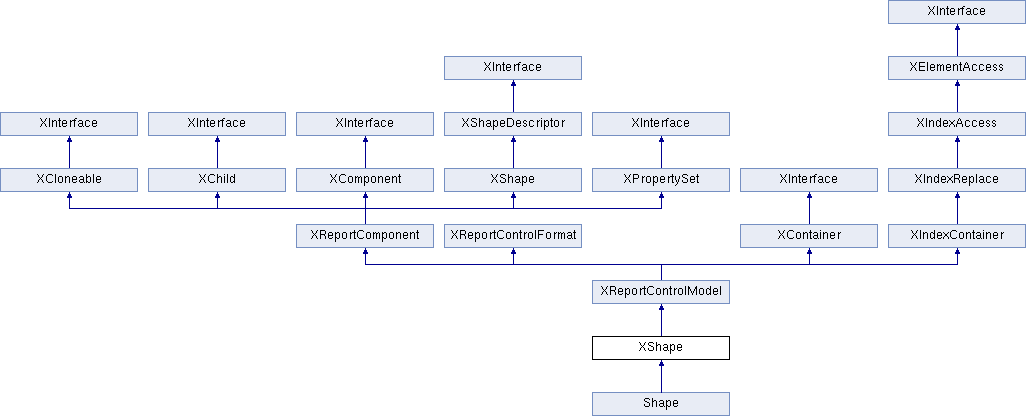 XInterface
XInterface XElementAccess
XInterface XInterface XInterface XShapeDescriptor XInterface XIndexAccess
XCloneable XChild XComponent XShape XPropertySet XInterface XIndexReplace
XReportComponent XReportControlFormat XContainer XIndexContainer
XReportControlModel
XShape
Shape